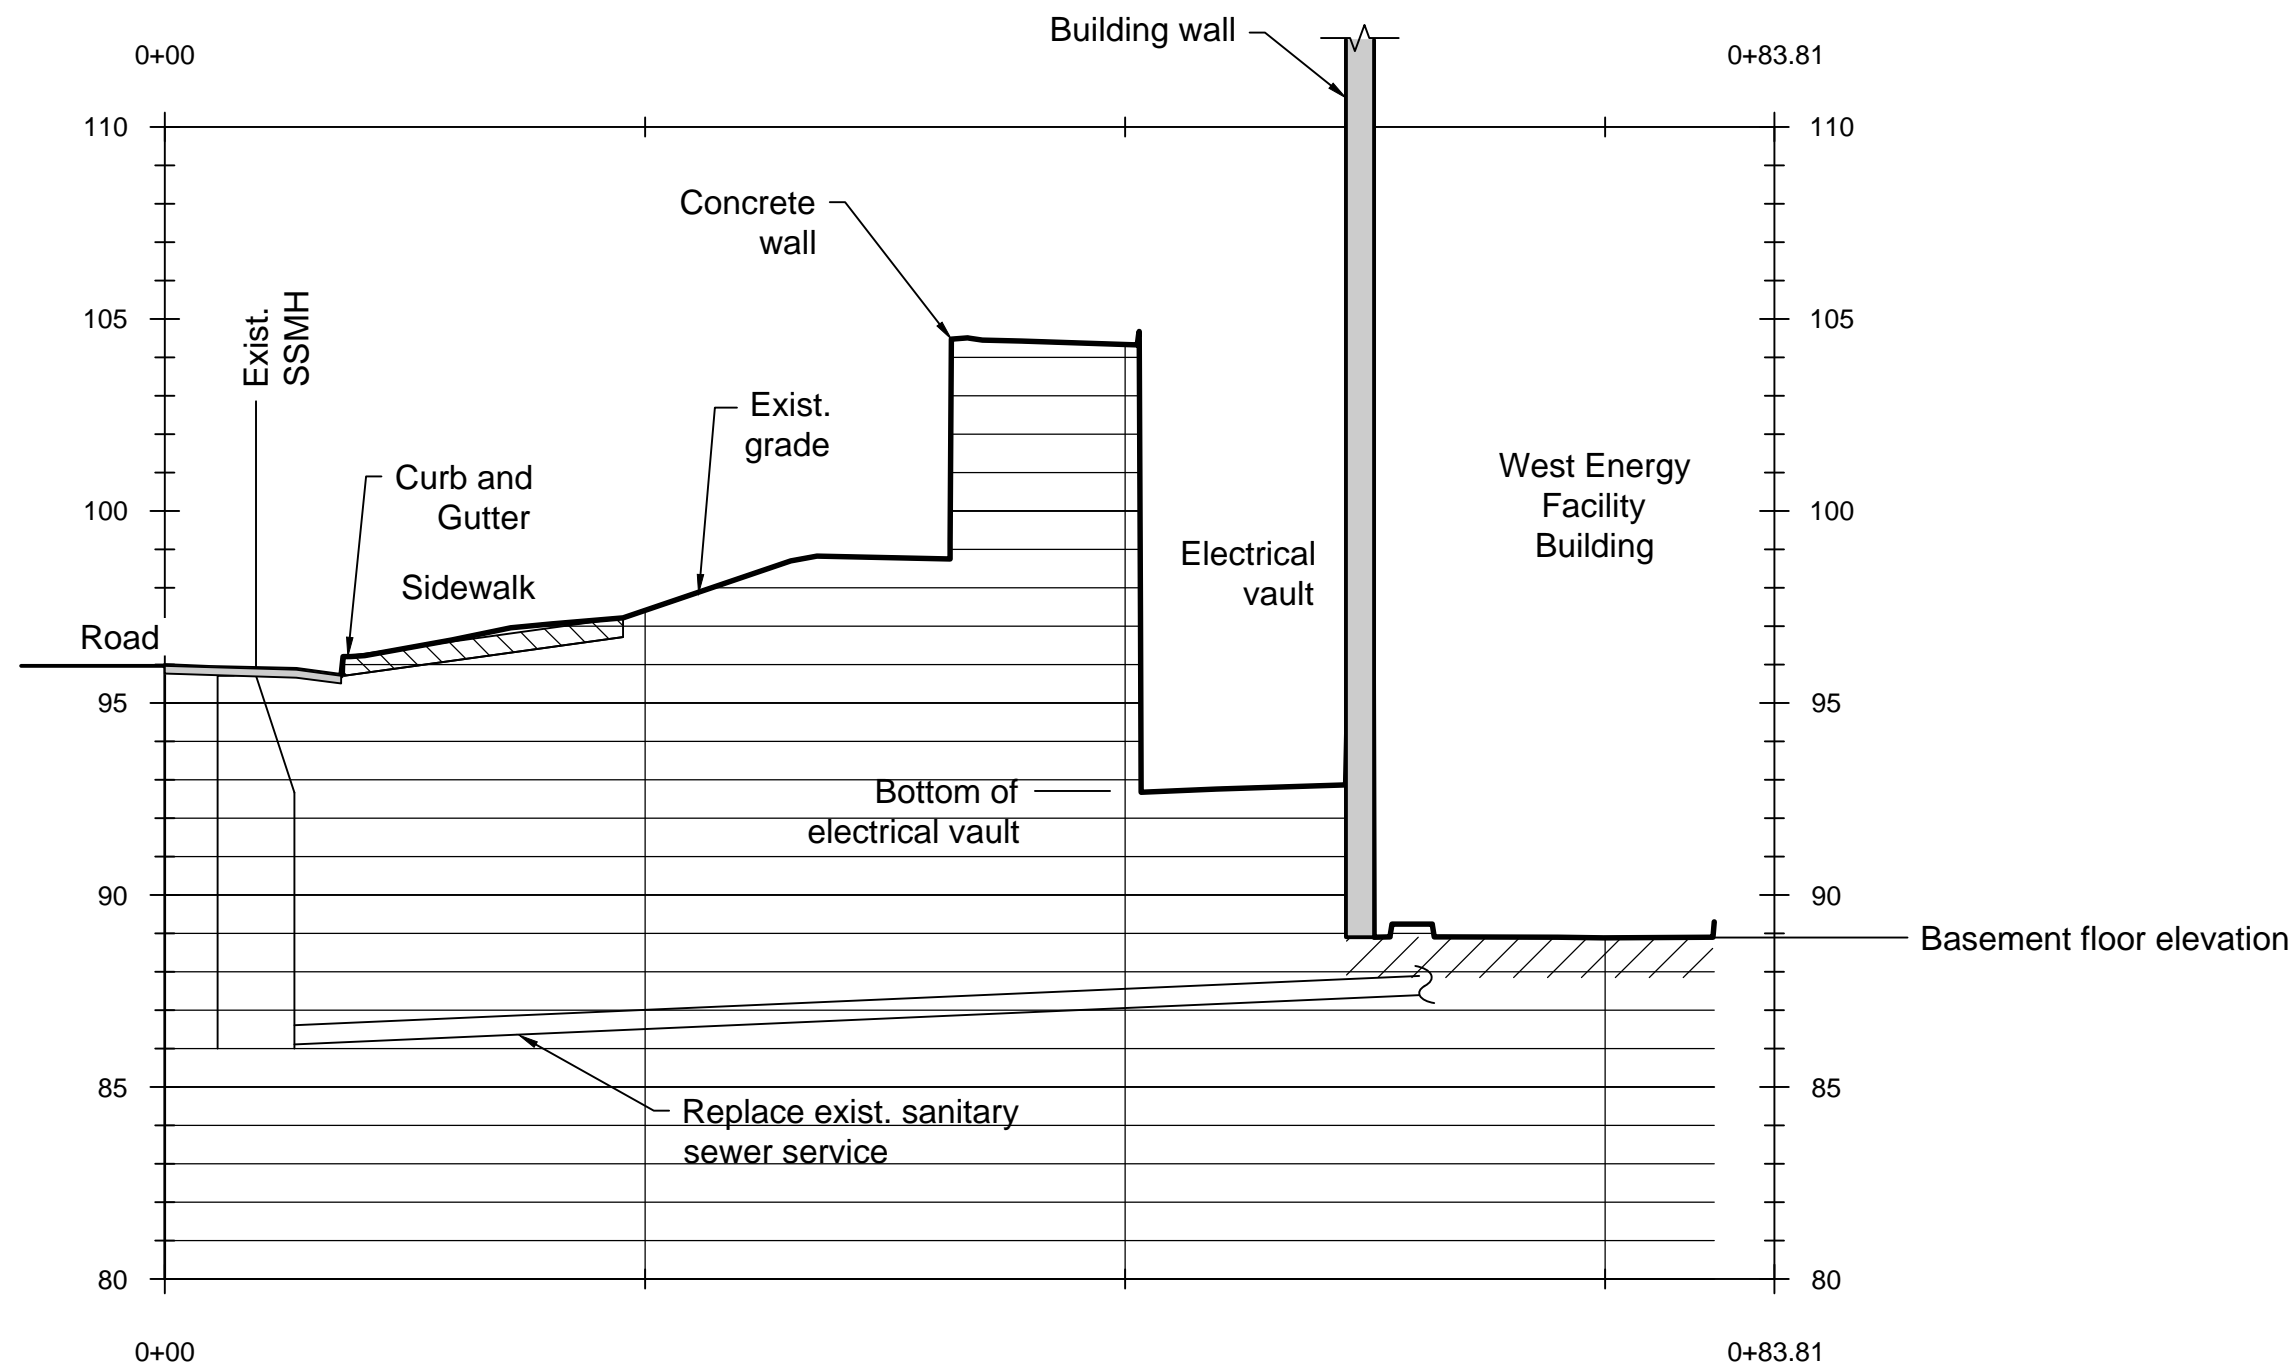 Building wall
0+00
0+83.81
110
110
Concrete
wall
105
105
Exist.
SSMH
Exist.
grade
West Energy
Facility
Building
Curb and
Gutter
100
100
Electrical
vault
Sidewalk
Road
95
95
Bottom of
electrical vault
90
90
Basement floor elevation
85
85
Replace exist. sanitary
sewer service
80
80
0+00
0+83.81